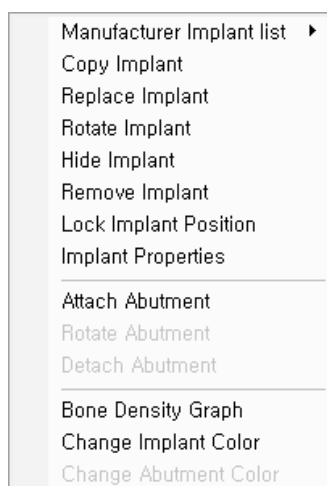 Manufacturer Implant list
Copy Implant
Replace Implant
Rotate Implant
Hide Implant
Remove Implant
Lock Implant Position
Implant Properties
Attach Abutment
Rotate Abutment
Detach Abutment
Bone Density Graph
Change Implant Color
Change Abutment Color